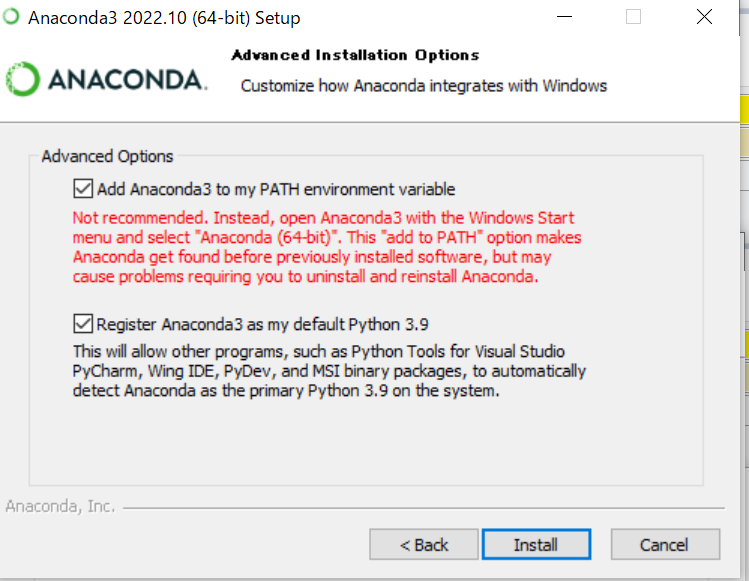 Anaconda3 2022.10 (64-bit) Setup
Advanced Installation Options
ANACONDA.
Customize how Anaconda integrates with Windows
Advanced Options
Add Anaconda3 to my PATH environment variable
Not recommended. Instead, open Anaconda3 with the Windows Start
menu and select "Anaconda (64-bit)". This "add to PATH" option makes
Anaconda get found before previously installed software, but may
cause problems requiring you to uninstall and reinstall Anaconda.
Register Anaconda3 as my default Python 3.9
This will allow other programs, such as Python Tools for Visual Studio
PyCharm, Wing IDE, PyDev, and MSI binary packages, to automatically
detect Anaconda as the primary Python 3.9 on the system.
Anaconda, Inc.
< Back
Install
Cancel